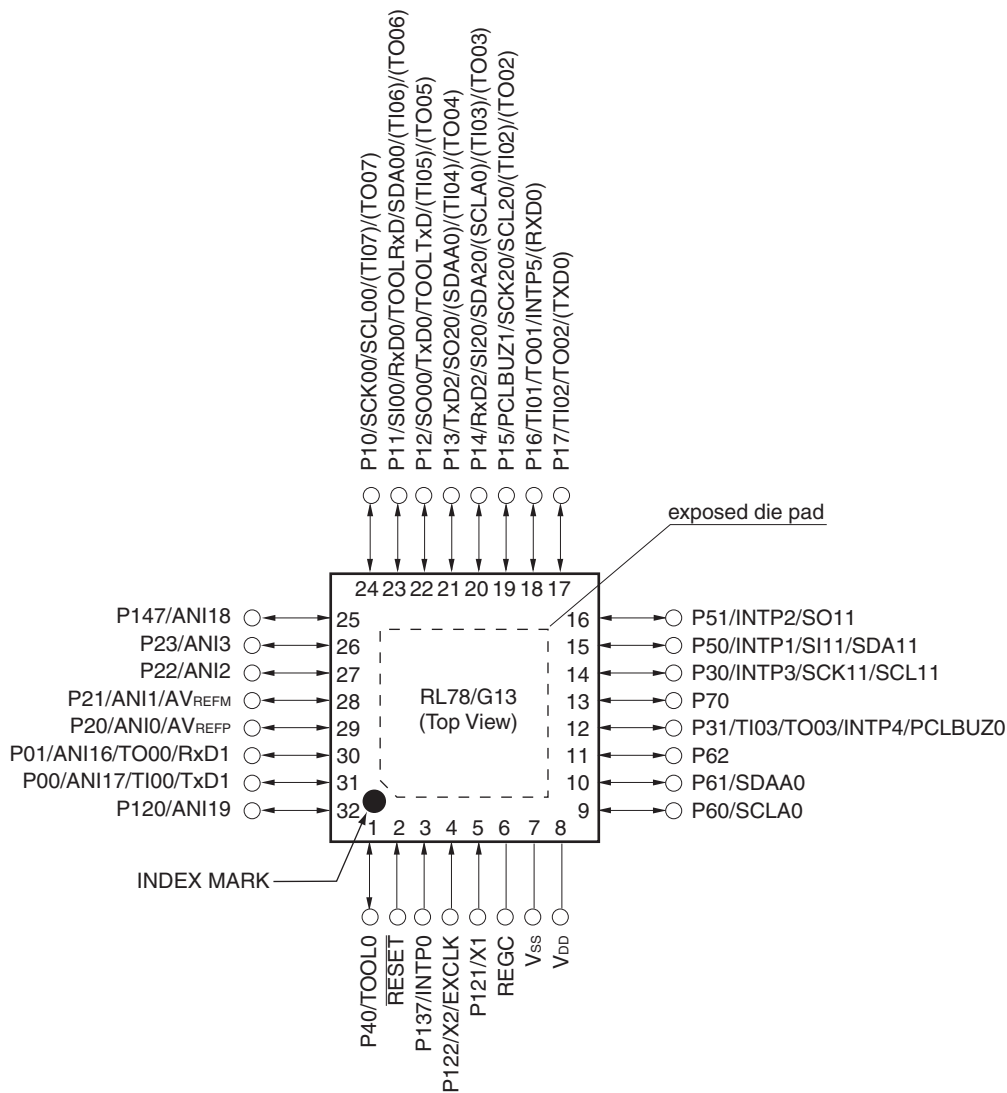 P10/SCK00/SCL00/(TI07)/(TO07)
P11/SI00/RxD0/TOOLRxD/SDA00/(TI06)/(TO06)
P12/SO00/TxD0/TOOLTxD/(TI05)/(TO05)
P13/TxD2/SO20/(SDAA0)/(TI04)/(TO04)
P14/RxD2/SI20/SDA20/(SCLA0)/(TI03)/(TO03)
P15/PCLBUZ1/SCK20/SCL20/(TI02)/(TO02)
P16/TI01/TO01/INTP5/(RXD0)
P17/TI02/TO02/(TXD0)
exposed die pad
24 23 22 21 20 19 18 17
P147/ANI18 25
P23/ANI3 26
P22/ANI2 27
P21/ANI1/AVREFM 28
P20/ANI0/AVREFP 29
P01/ANI16/TO00/RxD1 30
P00/ANI17/TI00/TxD1 31
P120/ANI19 32
RL78/G13
(Top View)
16 P51/INTP2/SO11
15 P50/INTP1/SI11/SDA11
14 P30/INTP3/SCK11/SCL11
13 P70
12 P31/TI03/TO03/INTP4/PCLBUZ0
11 P62
10 P61/SDAA0
9 P60/SCLA0
1 2 3 4 5 6 7 8
INDEX MARK
P40/TOOL0
RESET
P137/INTP0
P122/X2/EXCLK
P121/X1
REGC
VSS
VDD